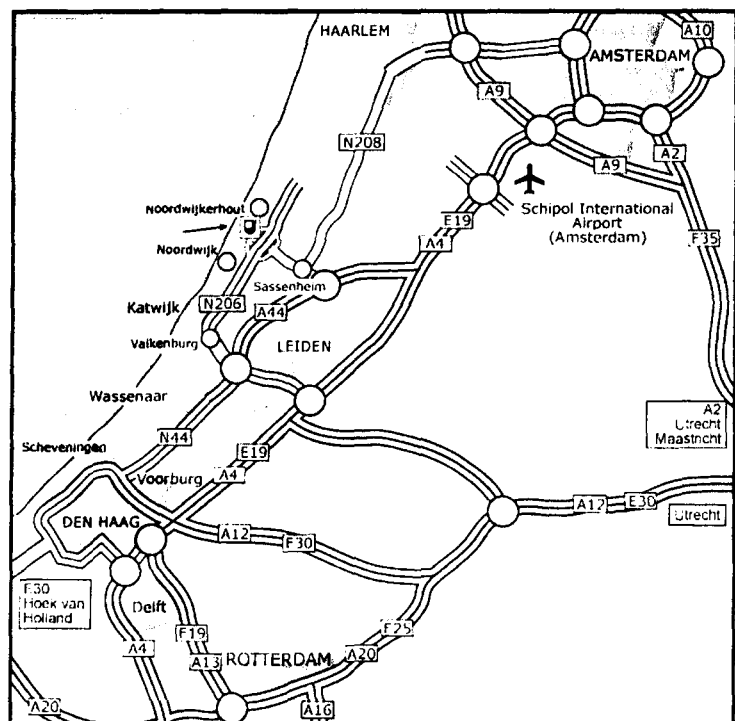 HAARLEM
A10
AMSTERDAM
A9
N208
A9
A2
Noordwijkerhout
Schipol International
Airport
(Amsterdam)
E19
A4
E35
Noordwijk
Sassenheim
N206
Katwijk
A44
Valkenburg
LEIDEN
Wassenaar
A2
Utrecht
Maastricht
N44
Scheveningen
E19
A4
Voorburg
A12
E30
Utrecht
DEN HAAG
A12
E30
E30
Hoek van
Holland
Delft
E19
E25
A4
A13
ROTTERDAM
A20
A20
A16